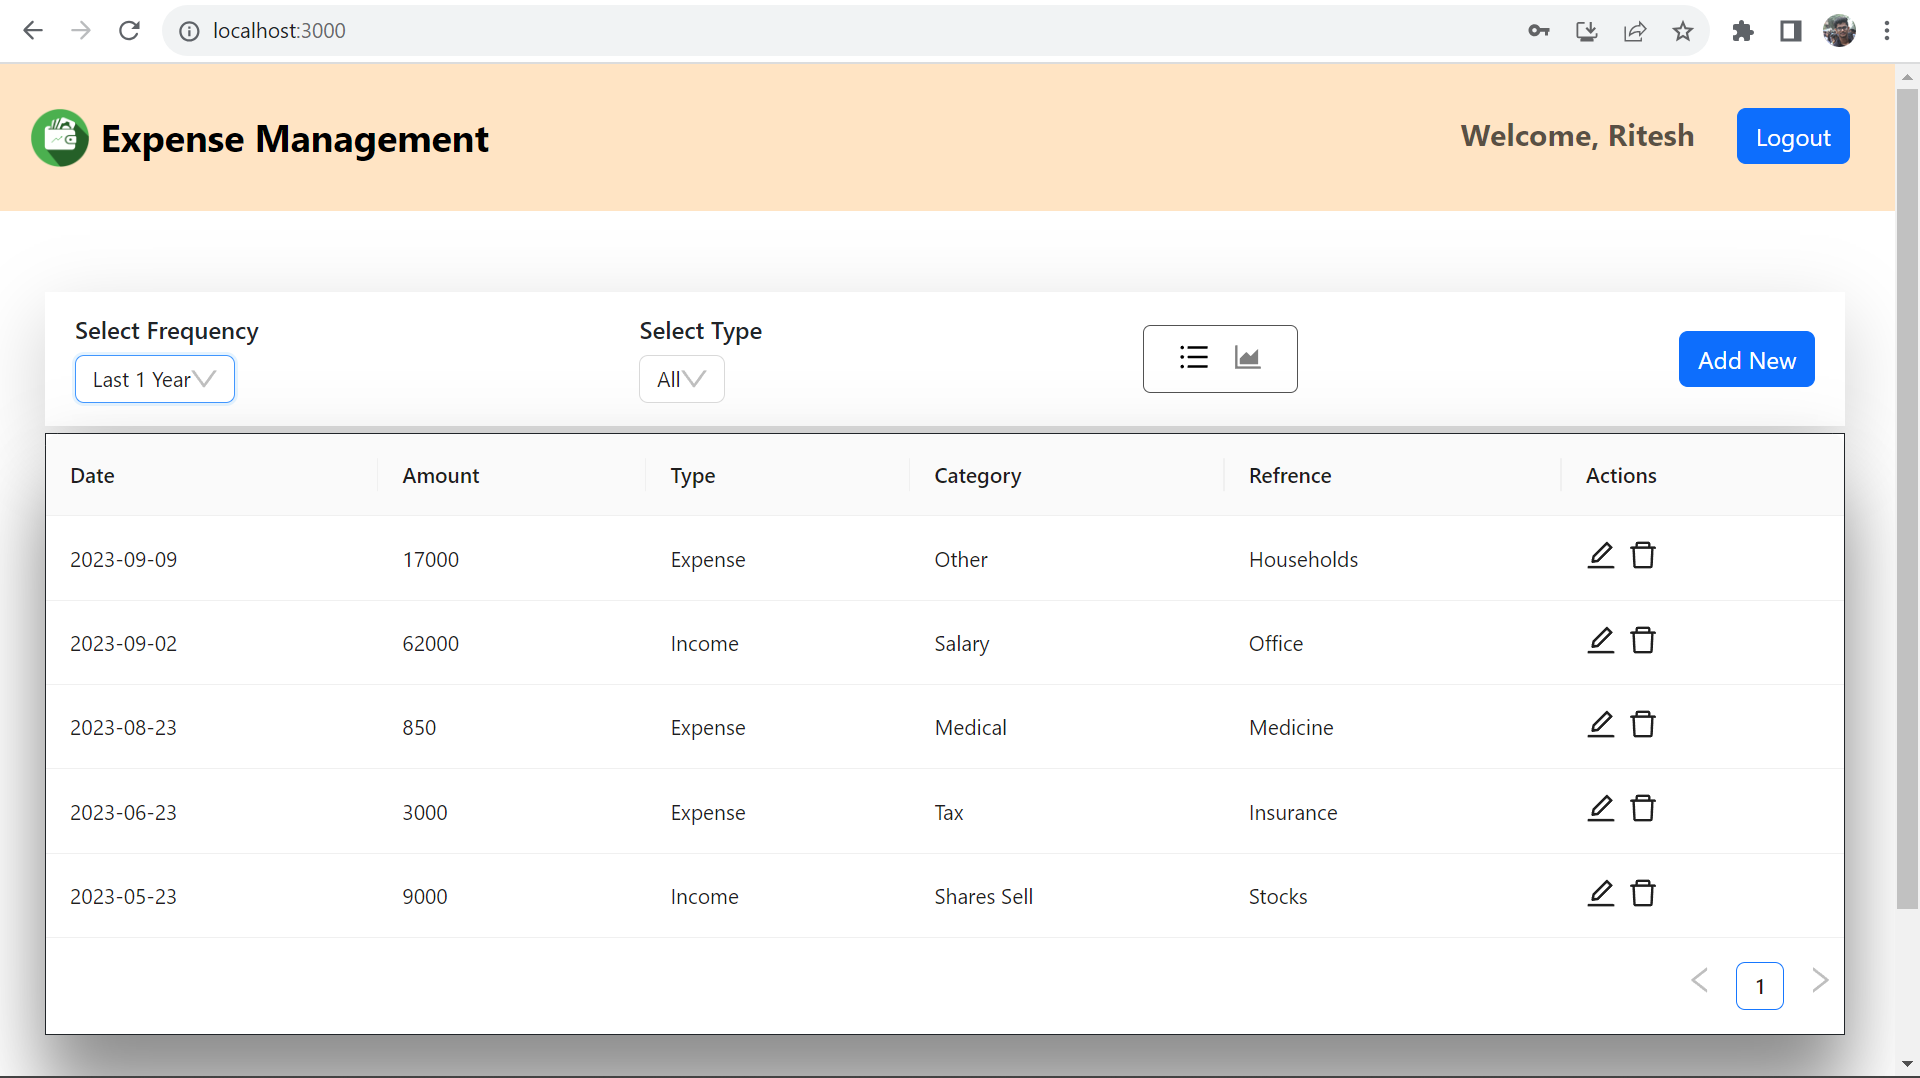 localhost:3000
Expense Management
Welcome, Ritesh
Logout
Select Frequency
Select Type
Last 1 Year
All
Add New
Date Amount Type Category Refrence Actions
2023-09-09 17000 Expense Other Households
2023-09-02 62000 Income Salary Office
2023-08-23 850 Expense Medical Medicine
2023-06-23 3000 Expense Tax Insurance
2023-05-23 9000 Income Shares Sell Stocks
1